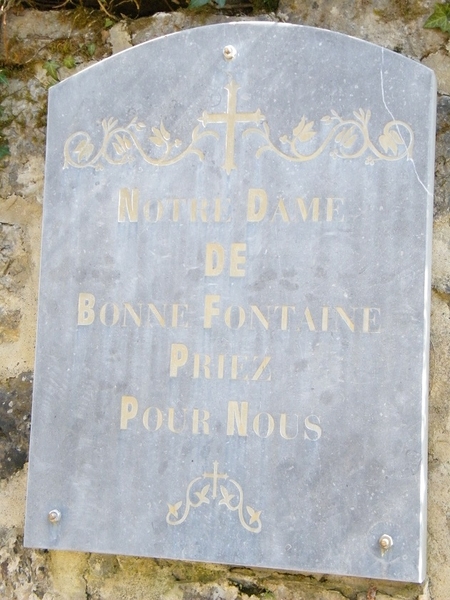 NOTRE DAME
DE
BONNE FONTAINE
PRIEZ
POUR NOUS